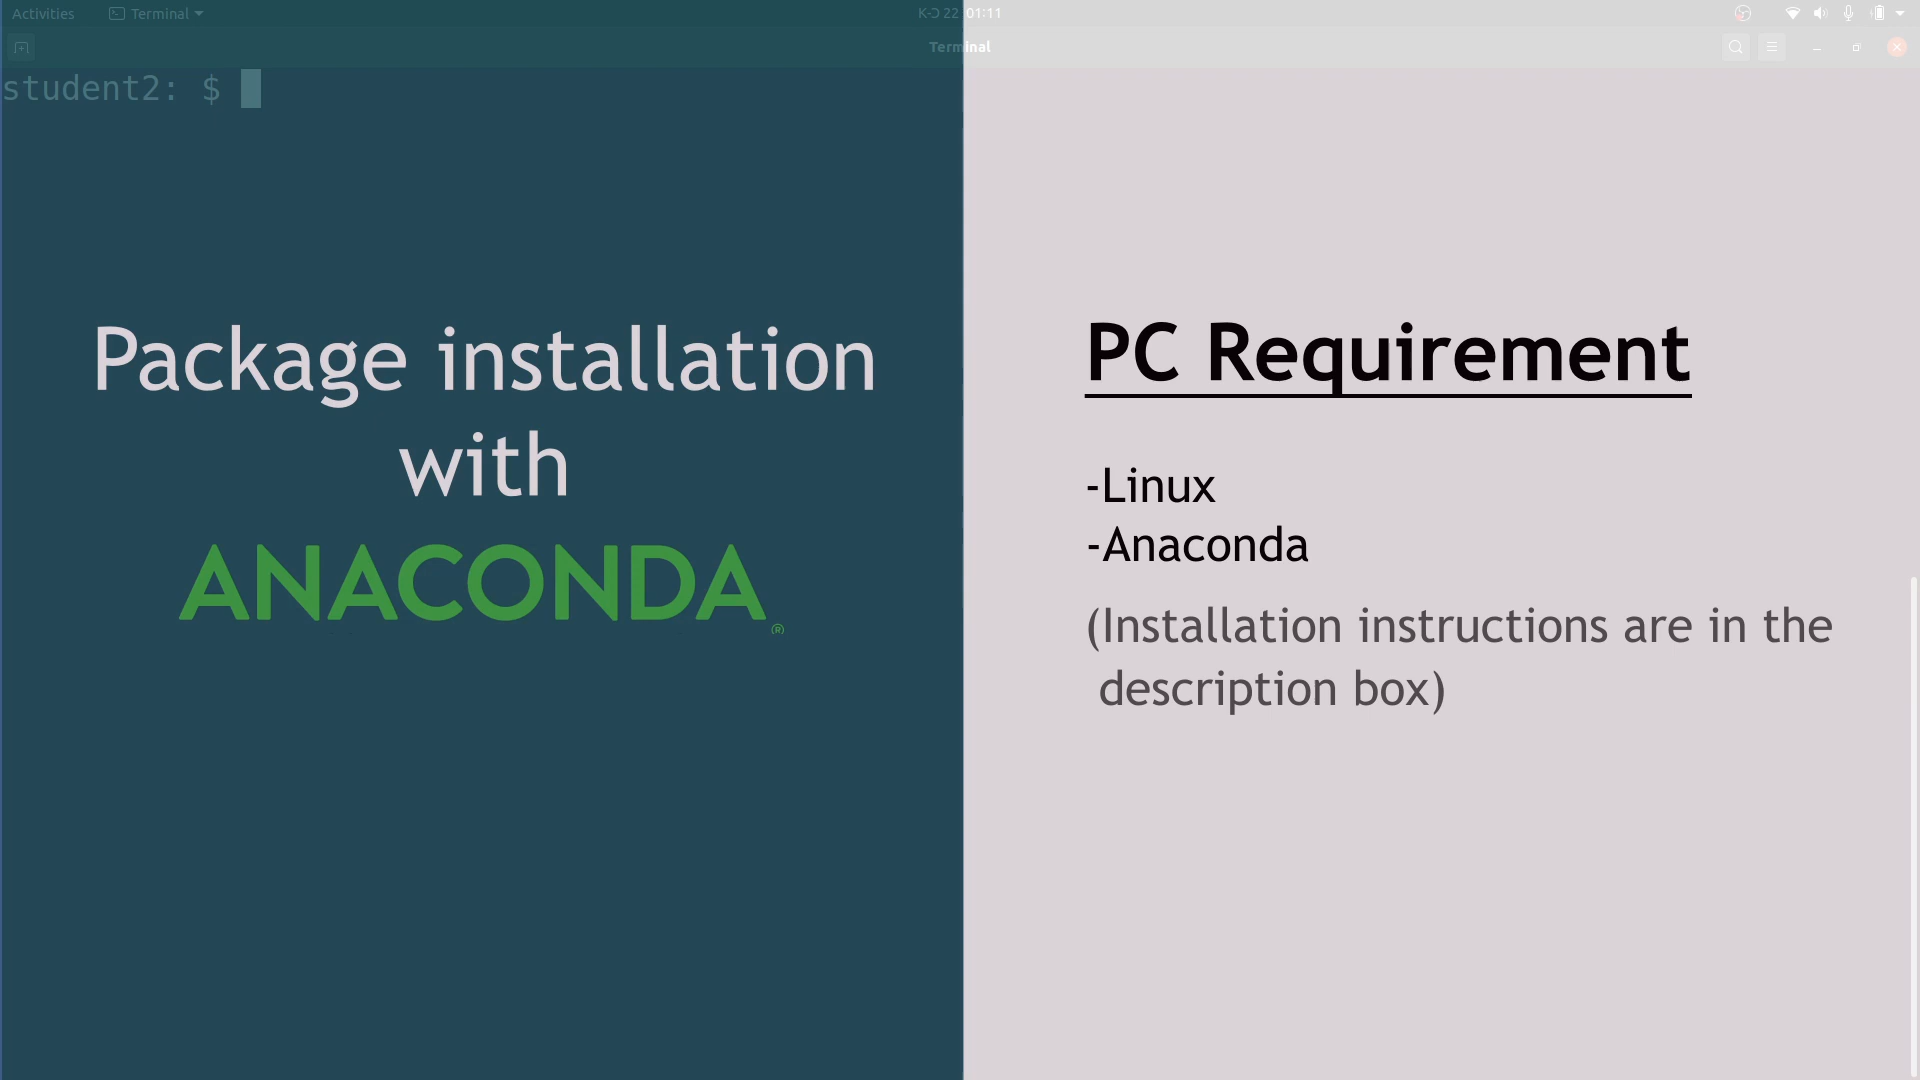 Activities
Terminal
K-Ɔ 22 01:11
Terminal
student2: $
Package installation
with
ANACONDA®
PC Requirement
-Linux
-Anaconda
(Installation instructions are in the
description box)